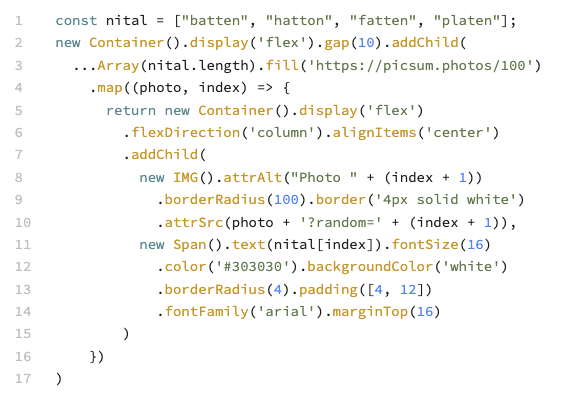 1 const nital = ["batten", "hatton", "fatten", "platen"];
2 new Container().display('flex').gap(10).addChild(
3 ...Array(nital.length).fill('https://picsum.photos/100')
4 .map((photo, index) => {
5 return new Container().display('flex')
6 .flexDirection('column').alignItems('center')
7 .addChild(
8 new IMG().attrAlt("Photo " + (index + 1))
9 .borderRadius(100).border('4px solid white')
10 .attrSrc(photo + '?random=' + (index + 1)),
11 new Span().text(nital[index]).fontSize(16)
12 .color('#303030').backgroundColor('white')
13 .borderRadius(4).padding([4, 12])
14 .fontFamily('arial').marginTop(16)
15 )
16 })
17 )